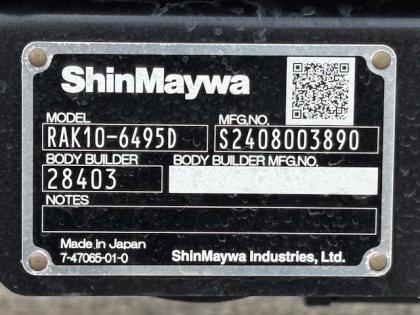 ShinMaywa
MODEL MFG.NO.
RAK10-6495D S2408003890
BODY BUILDER BODY BUILDER MFG.NO.
28403
NOTES
Made in Japan
7-47065-01-0 ShinMaywa Industries, Ltd.